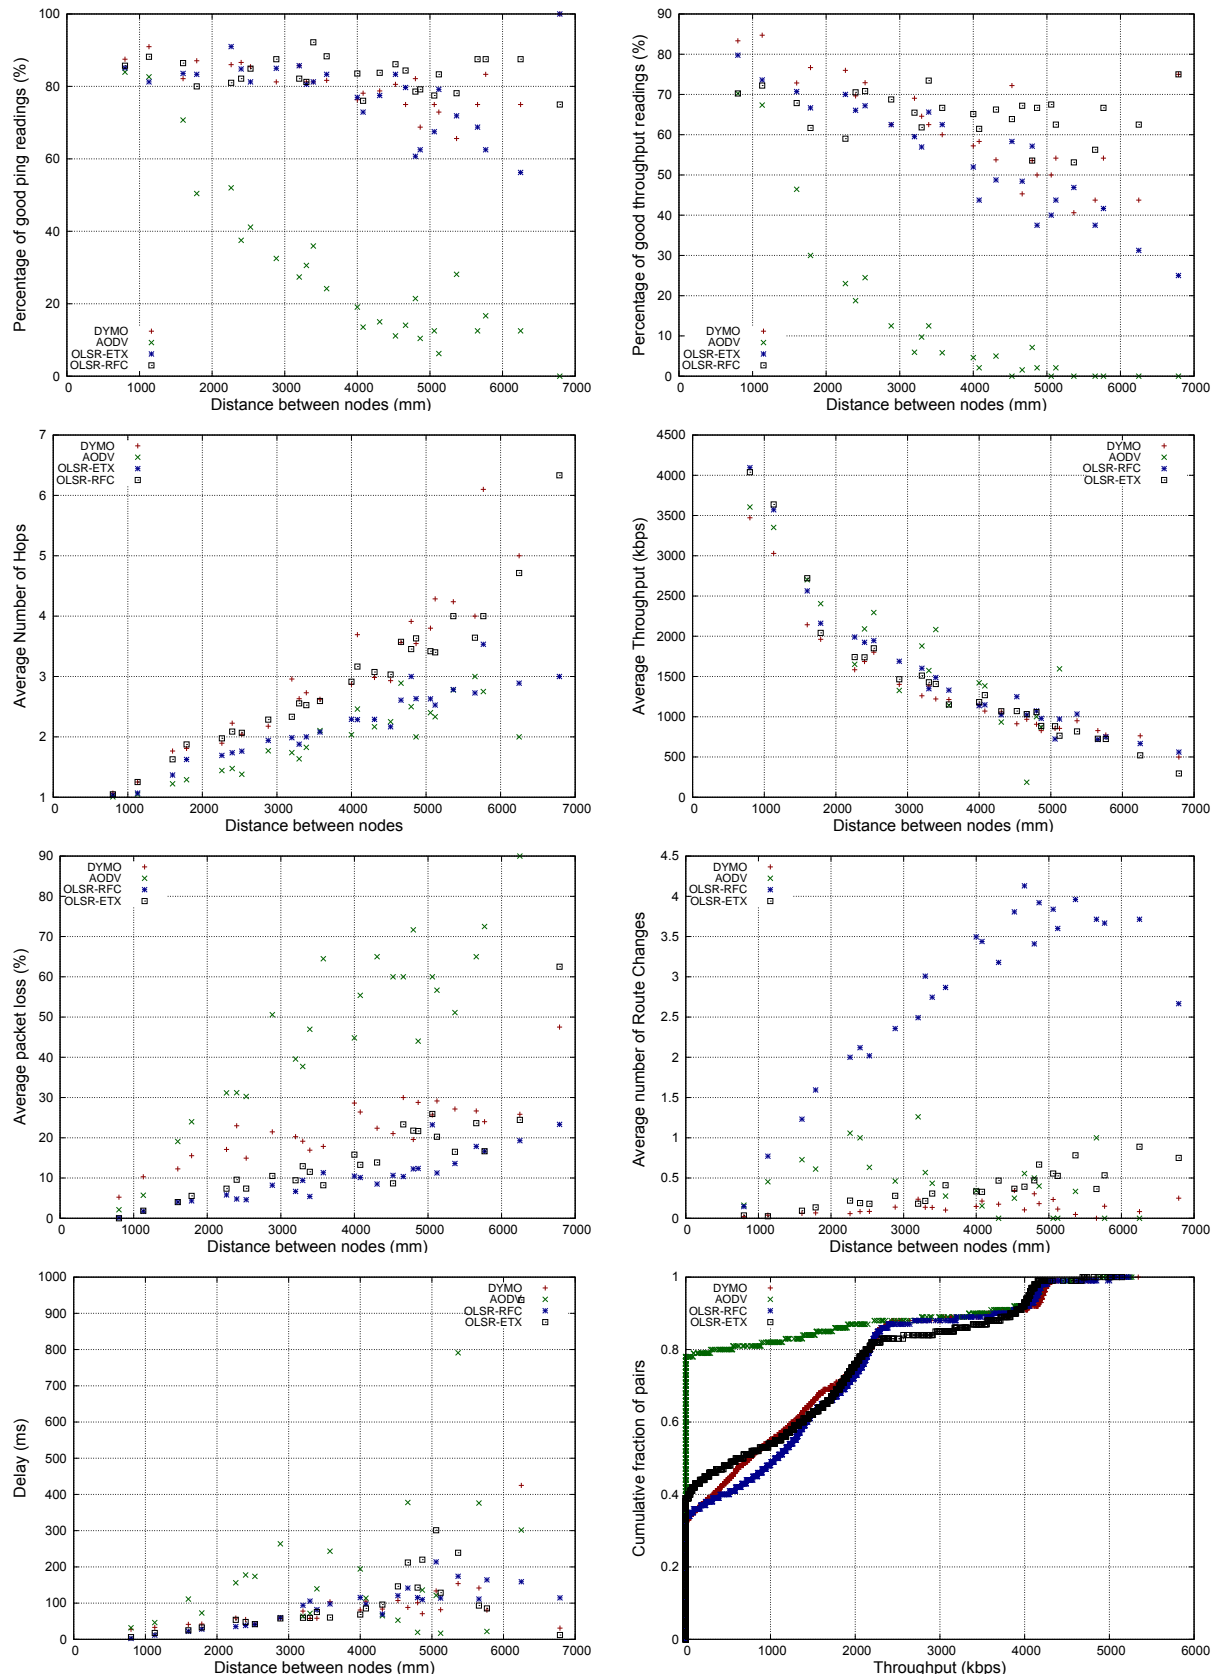 100
80
60
40
20
0
0 1000 2000 3000 4000 5000 6000 7000
Percentage of good ping readings (%)
Distance between nodes (mm)
DYMO
AODV
OLSR-ETX
OLSR-RFC
90
80
70
60
50
40
30
20
10
0
0 1000 2000 3000 4000 5000 6000 7000
Percentage of good throughput readings (%)
Distance between nodes (mm)
DYMO
AODV
OLSR-ETX
OLSR-RFC
7
6
5
4
3
2
1
0 1000 2000 3000 4000 5000 6000 7000
Average Number of Hops
Distance between nodes
DYMO
AODV
OLSR-ETX
OLSR-RFC
4500
4000
3500
3000
2500
2000
1500
1000
500
0
0 1000 2000 3000 4000 5000 6000 7000
Average Throughput (kbps)
Distance between nodes (mm)
DYMO
AODV
OLSR-RFC
OLSR-ETX
90
80
70
60
50
40
30
20
10
0
0 1000 2000 3000 4000 5000 6000 7000
Average packet loss (%)
Distance between nodes (mm)
DYMO
AODV
OLSR-RFC
OLSR-ETX
4.5
4
3.5
3
2.5
2
1.5
1
0.5
0
0 1000 2000 3000 4000 5000 6000 7000
Average number of Route Changes
Distance between nodes (mm)
DYMO
AODV
OLSR-RFC
OLSR-ETX
1000
900
800
700
600
500
400
300
200
100
0
0 1000 2000 3000 4000 5000 6000 7000
Delay (ms)
Distance between nodes (mm)
DYMO
AODV
OLSR-RFC
OLSR-ETX
1
0.8
0.6
0.4
0.2
0
0 1000 2000 3000 4000 5000 6000
Cumulative fraction of pairs
Throughput (kbps)
DYMO
AODV
OLSR-RFC
OLSR-ETX